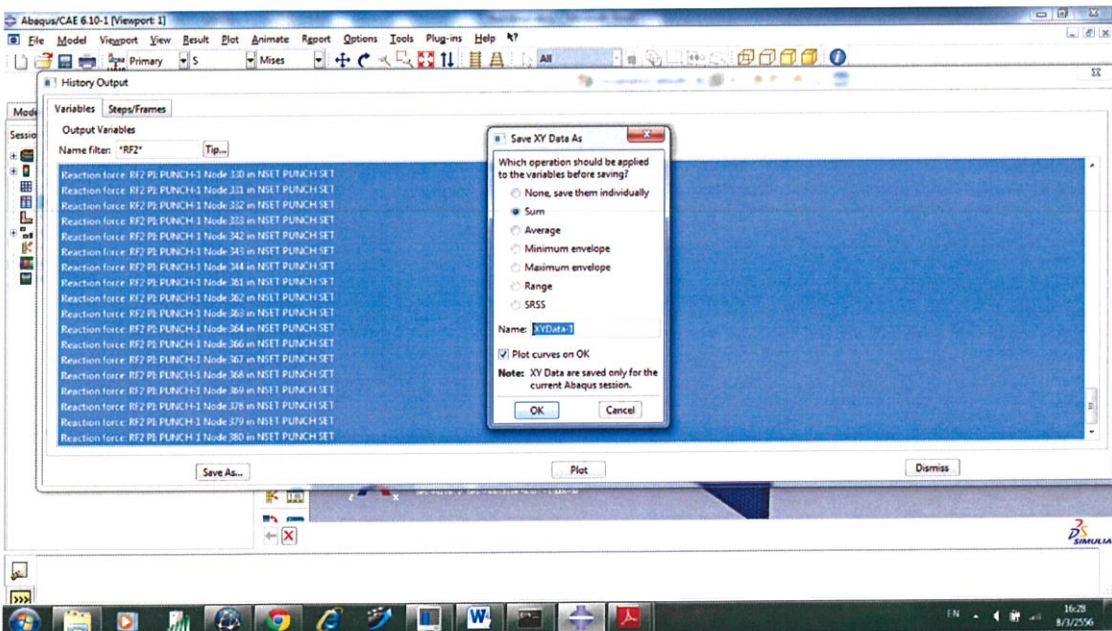 Abaqus/CAE 6.10-1 [Viewport: 1]
File Model Viewport View Result Plot Animate Report Options Tools Plug-ins Help
Primary S Mises All
History Output
Mode
Variables Steps/Frames
Sessio
Output Variables
Name filter: *RF2* Tip...
Reaction force: RF2 PI: PUNCH-1 Node 330 in NSET PUNCH SET
Reaction force: RF2 PI: PUNCH-1 Node 331 in NSET PUNCH SET
Reaction force: RF2 PI: PUNCH-1 Node 332 in NSET PUNCH SET
Reaction force: RF2 PI: PUNCH-1 Node 333 in NSET PUNCH SET
Reaction force: RF2 PI: PUNCH-1 Node 342 in NSET PUNCH SET
Reaction force: RF2 PI: PUNCH-1 Node 343 in NSET PUNCH SET
Reaction force: RF2 PI: PUNCH-1 Node 344 in NSET PUNCH SET
Reaction force: RF2 PI: PUNCH-1 Node 361 in NSET PUNCH SET
Reaction force: RF2 PI: PUNCH-1 Node 362 in NSET PUNCH SET
Reaction force: RF2 PI: PUNCH-1 Node 363 in NSET PUNCH SET
Reaction force: RF2 PI: PUNCH-1 Node 364 in NSET PUNCH SET
Reaction force: RF2 PI: PUNCH-1 Node 366 in NSET PUNCH SET
Reaction force: RF2 PI: PUNCH-1 Node 367 in NSET PUNCH SET
Reaction force: RF2 PI: PUNCH-1 Node 368 in NSET PUNCH SET
Reaction force: RF2 PI: PUNCH-1 Node 369 in NSET PUNCH SET
Reaction force: RF2 PI: PUNCH-1 Node 378 in NSET PUNCH SET
Reaction force: RF2 PI: PUNCH-1 Node 379 in NSET PUNCH SET
Reaction force: RF2 PI: PUNCH-1 Node 380 in NSET PUNCH SET
Save XY Data As
Which operation should be applied
to the variables before saving?
None, save them individually
Sum
Average
Minimum envelope
Maximum envelope
Range
SRSS
Name: XYData-1
Plot curves on OK
Note: XY Data are saved only for the
current Abaqus session.
OK Cancel
Save As... Plot Dismiss
SIMULIA
EN
16:28
8/3/2556